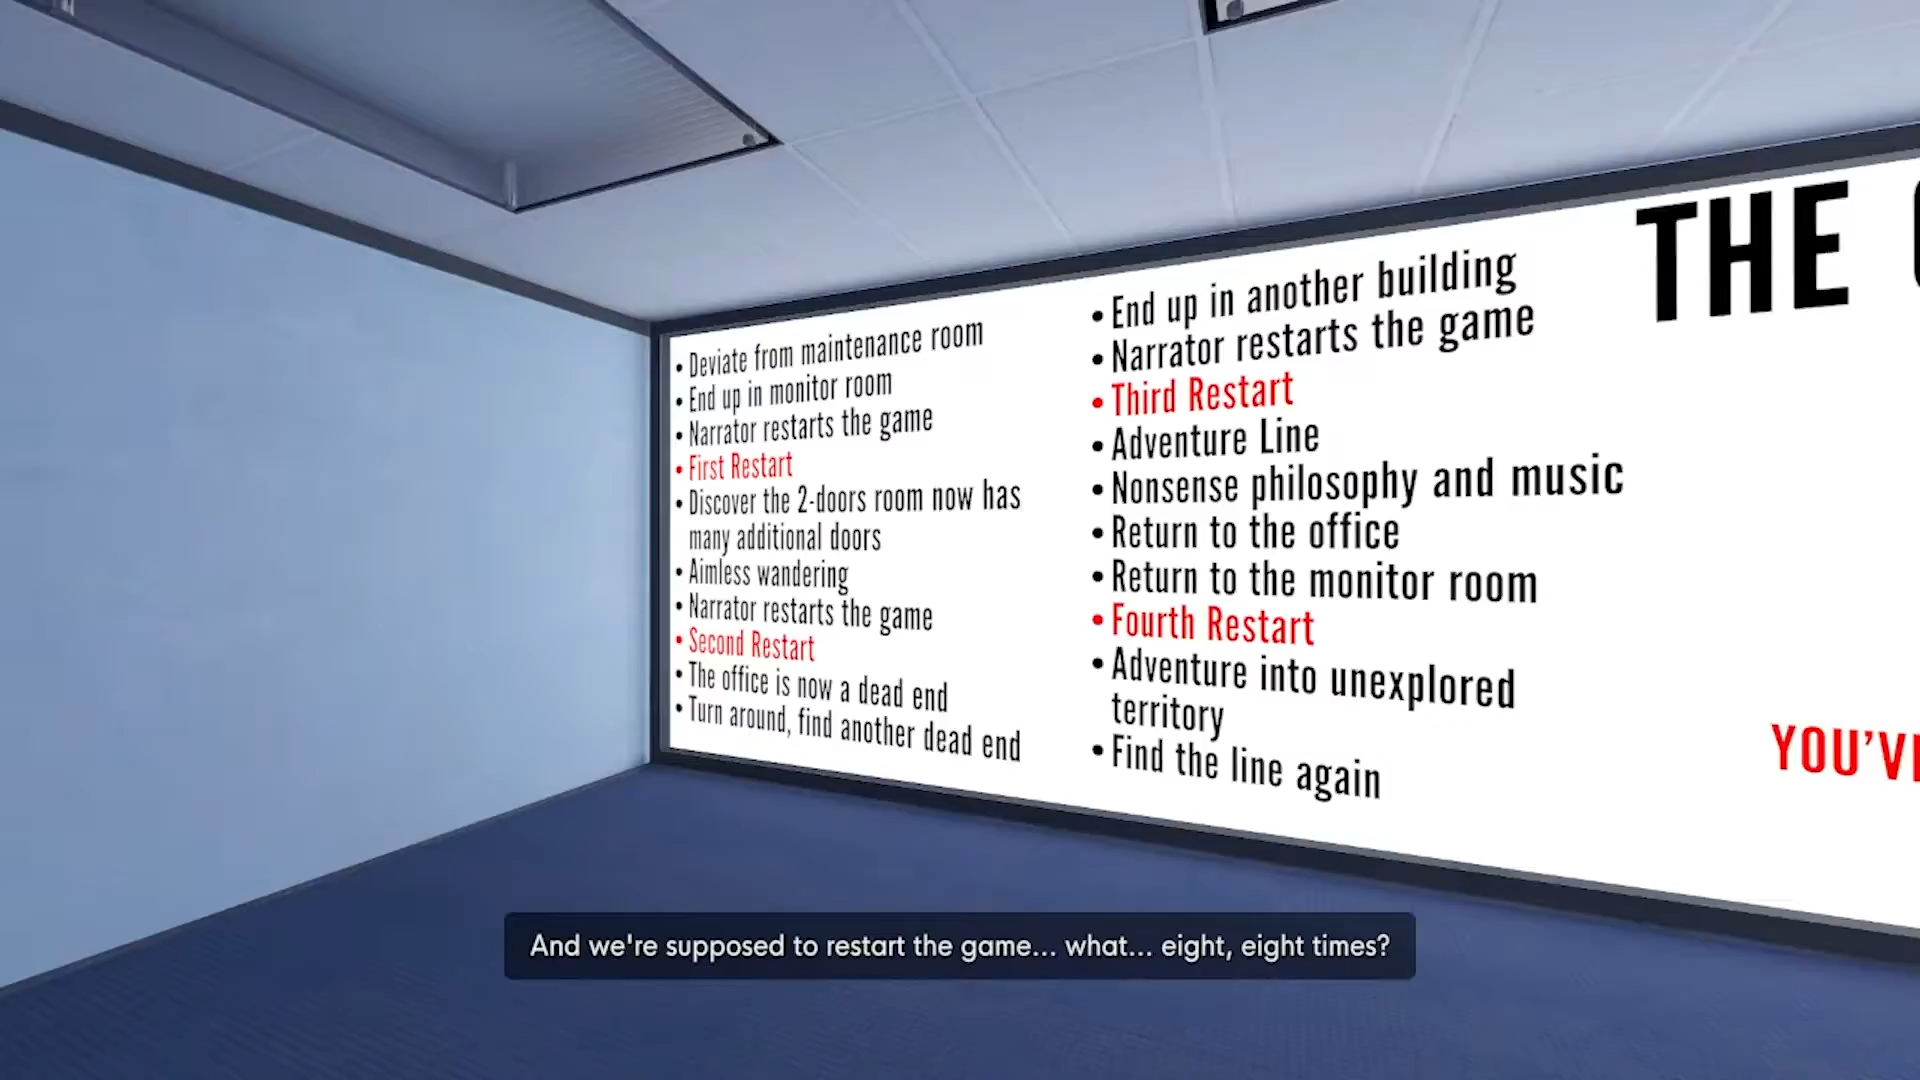 • Deviate from maintenance room
• End up in monitor room
• Narrator restarts the game
• First Restart
• Discover the 2-doors room now has
many additional doors
• Aimless wandering
• Narrator restarts the game
• Second Restart
• The office is now a dead end
• Turn around, find another dead end
• End up in another building
• Narrator restarts the game
• Third Restart
• Adventure Line
• Nonsense philosophy and music
• Return to the office
• Return to the monitor room
• Fourth Restart
• Adventure into unexplored
territory
• Find the line again
THE
And we're supposed to restart the game... what... eight, eight times?